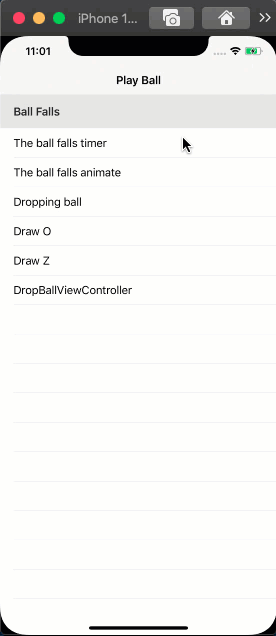 iPhone 1...
11:01
Play Ball
Ball Falls
The ball falls timer
The ball falls animate
Dropping ball
Draw O
Draw Z
DropBallViewController